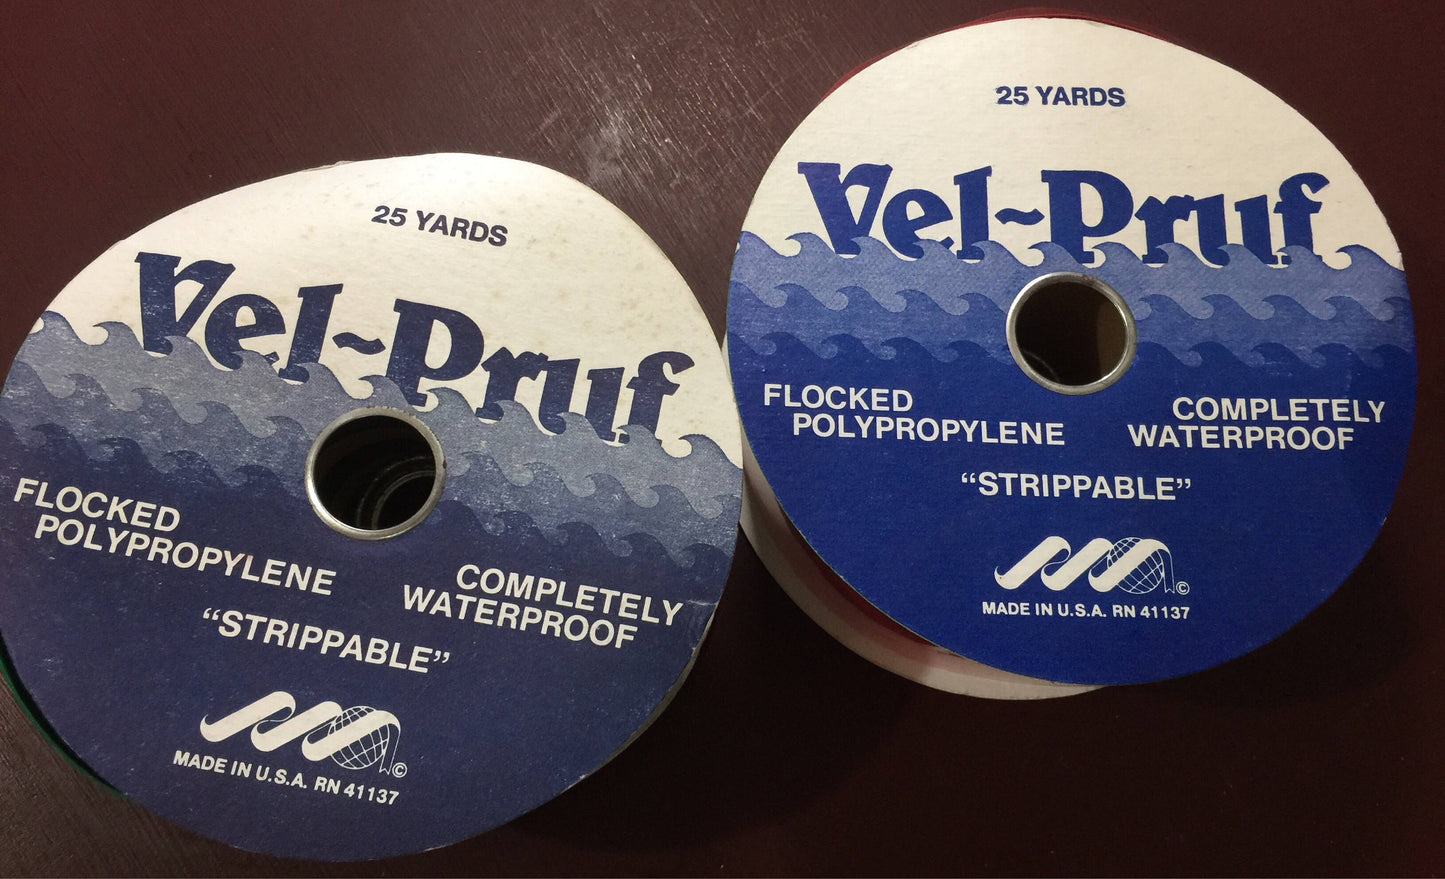 25 YARDS
Vel-Pruf
FLOCKED
POLYPROPYLENE
COMPLETELY
WATERPROOF
"STRIPPABLE"
©
MADE IN U.S.A. RN 41137
25 YARDS
Vel-Pruf
FLOCKED
POLYPROPYLENE
COMPLETELY
WATERPROOF
"STRIPPABLE"
©
MADE IN U.S.A. RN 41137